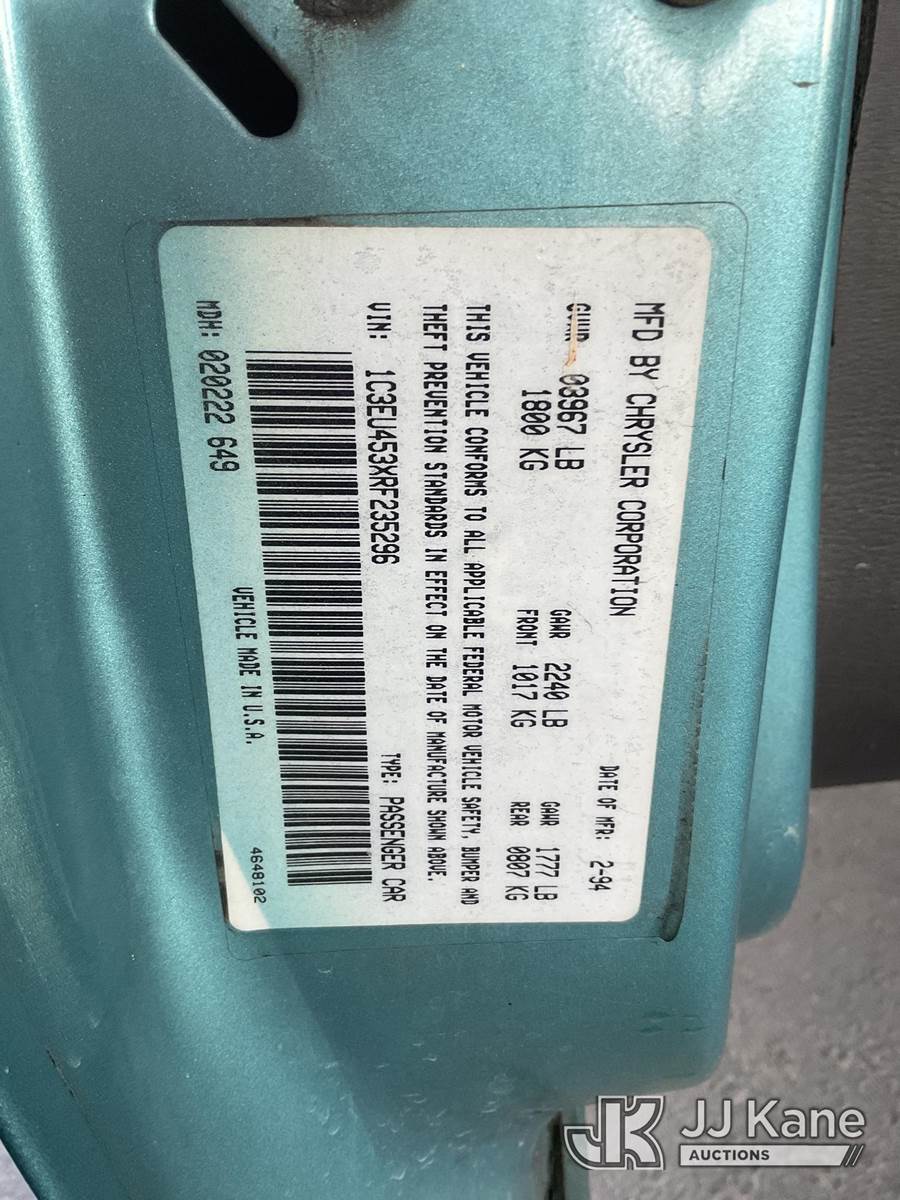 MFD BY CHRYSLER CORPORATION
DATE OF MFR: 2-94
GVWR 03967 LB
1800 KG
GAWR 2240 LB
FRONT 1017 KG
GAWR 1777 LB
REAR 0807 KG
THIS VEHICLE CONFORMS TO ALL APPLICABLE FEDERAL MOTOR VEHICLE SAFETY, BUMPER AND
THEFT PREVENTION STANDARDS IN EFFECT ON THE DATE OF MANUFACTURE SHOWN ABOVE.
VIN: 1C3EU453XRF235296
TYPE: PASSENGER CAR
MDH: 020222 649
VEHICLE MADE IN U.S.A.
4648102
JK JJ Kane
AUCTIONS